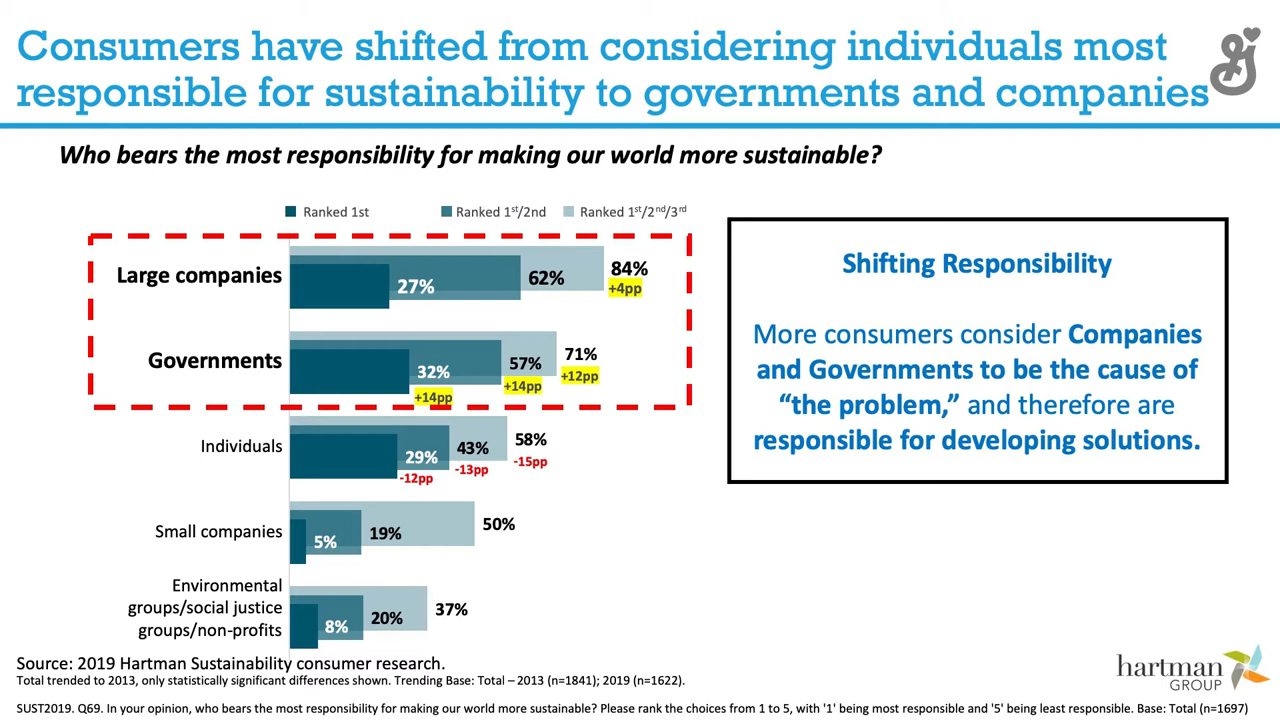 Consumers have shifted from considering individuals most
responsible for sustainability to governments and companies
Who bears the most responsibility for making our world more sustainable?
Ranked 1st
Ranked 1st/2nd
Ranked 1st/2nd/3rd
Large companies
27%
62%
84%
+4pp
Governments
32%
+14pp
57%
+14pp
71%
+12pp
Individuals
29%
-12pp
43%
-13pp
58%
-15pp
Small companies
5%
19%
50%
Environmental
groups/social justice
groups/non-profits
8%
20%
37%
Shifting Responsibility
More consumers consider Companies
and Governments to be the cause of
“the problem,” and therefore are
responsible for developing solutions.
Source: 2019 Hartman Sustainability consumer research.
Total trended to 2013, only statistically significant differences shown. Trending Base: Total – 2013 (n=1841); 2019 (n=1622).
SUST2019. Q69. In your opinion, who bears the most responsibility for making our world more sustainable? Please rank the choices from 1 to 5, with '1' being most responsible and '5' being least responsible. Base: Total (n=1697)
hartman
GROUP